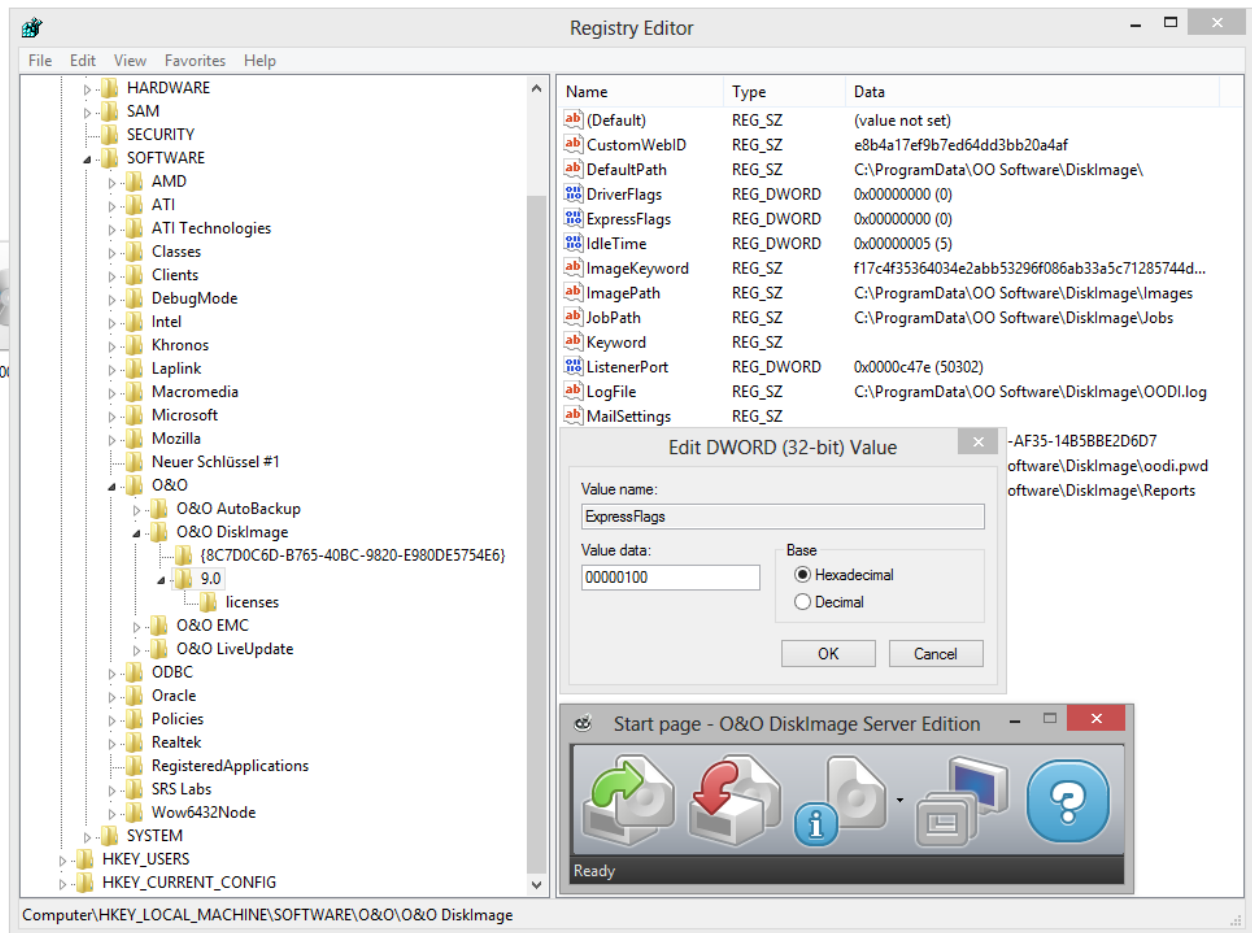 Registry Editor
File Edit View Favorites Help
HARDWARE
SAM
SECURITY
SOFTWARE
AMD
ATI
ATI Technologies
Classes
Clients
DebugMode
Intel
Khronos
Laplink
Macromedia
Microsoft
Mozilla
Neuer Schlüssel #1
O&O
O&O AutoBackup
O&O DiskImage
{8C7D0C6D-B765-40BC-9820-E980DE5754E6}
9.0
licenses
O&O EMC
O&O LiveUpdate
ODBC
Oracle
Policies
Realtek
RegisteredApplications
SRS Labs
Wow6432Node
SYSTEM
HKEY_USERS
HKEY_CURRENT_CONFIG
Name Type Data
(Default) REG_SZ (value not set)
CustomWebID REG_SZ e8b4a17ef9b7ed64dd3bb20a4af
DefaultPath REG_SZ C:\ProgramData\OO Software\DiskImage\
DriverFlags REG_DWORD 0x00000000 (0)
ExpressFlags REG_DWORD 0x00000000 (0)
IdleTime REG_DWORD 0x00000005 (5)
ImageKeyword REG_SZ f17c4f35364034e2abb53296f086ab33a5c71285744d...
ImagePath REG_SZ C:\ProgramData\OO Software\DiskImage\Images
JobPath REG_SZ C:\ProgramData\OO Software\DiskImage\Jobs
Keyword REG_SZ
ListenerPort REG_DWORD 0x0000c47e (50302)
LogFile REG_SZ C:\ProgramData\OO Software\DiskImage\OODI.log
MailSettings REG_SZ
-AF35-14B5BBE2D6D7
oftware\DiskImage\oodi.pwd
oftware\DiskImage\Reports
Edit DWORD (32-bit) Value
Value name:
ExpressFlags
Value data:
00000100
Base
Hexadecimal
Decimal
OK Cancel
Start page - O&O DiskImage Server Edition
Ready
Computer\HKEY_LOCAL_MACHINE\SOFTWARE\O&O\O&O DiskImage